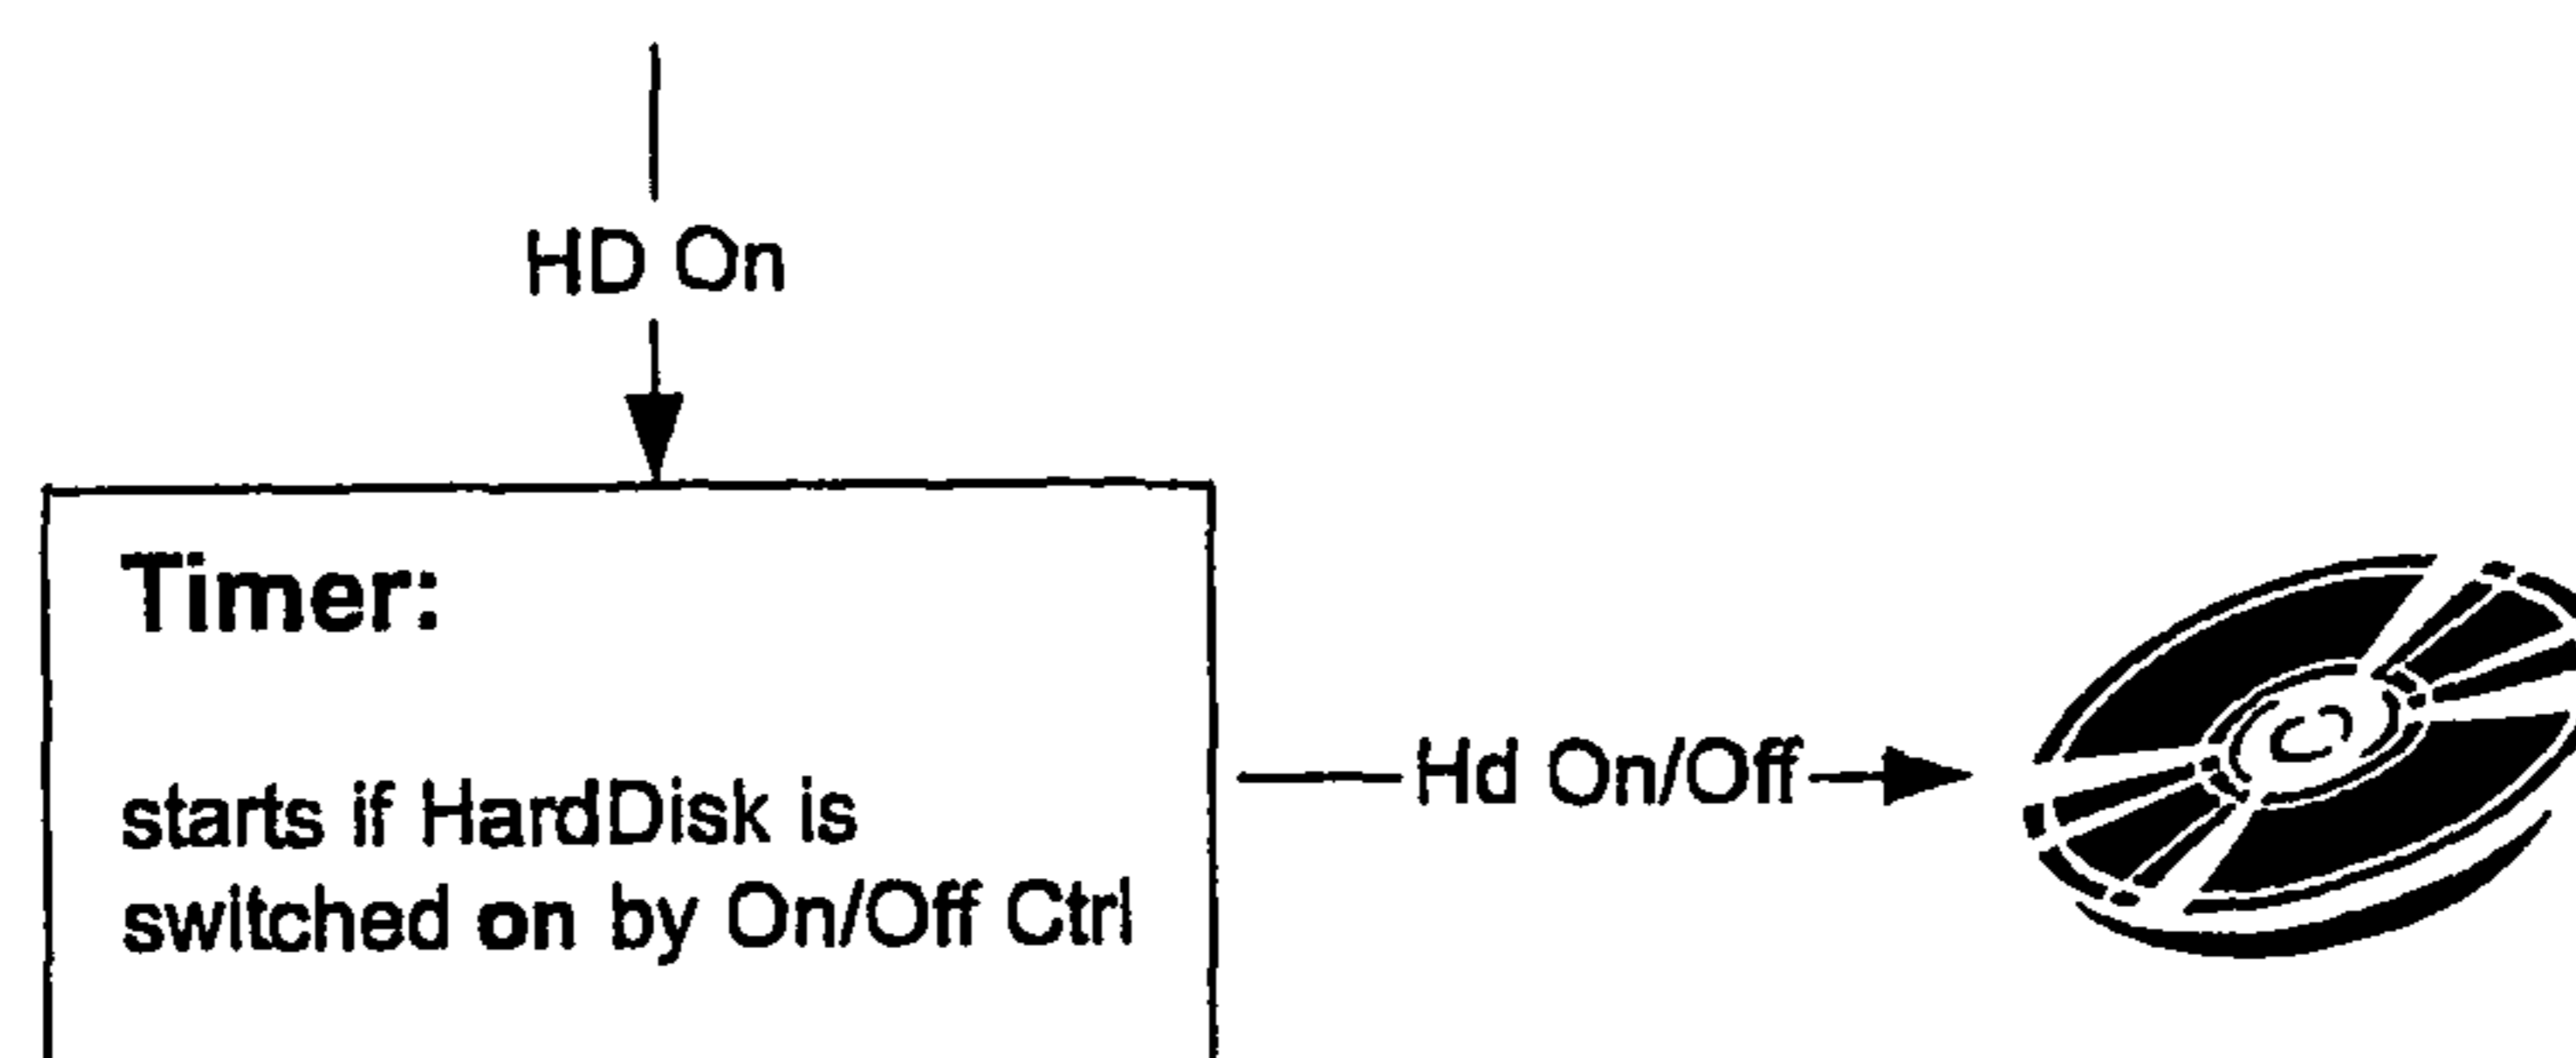 HD On
Timer:
Hd On/Off
starts if HardDisk is
switched on by On/Off Ctrl